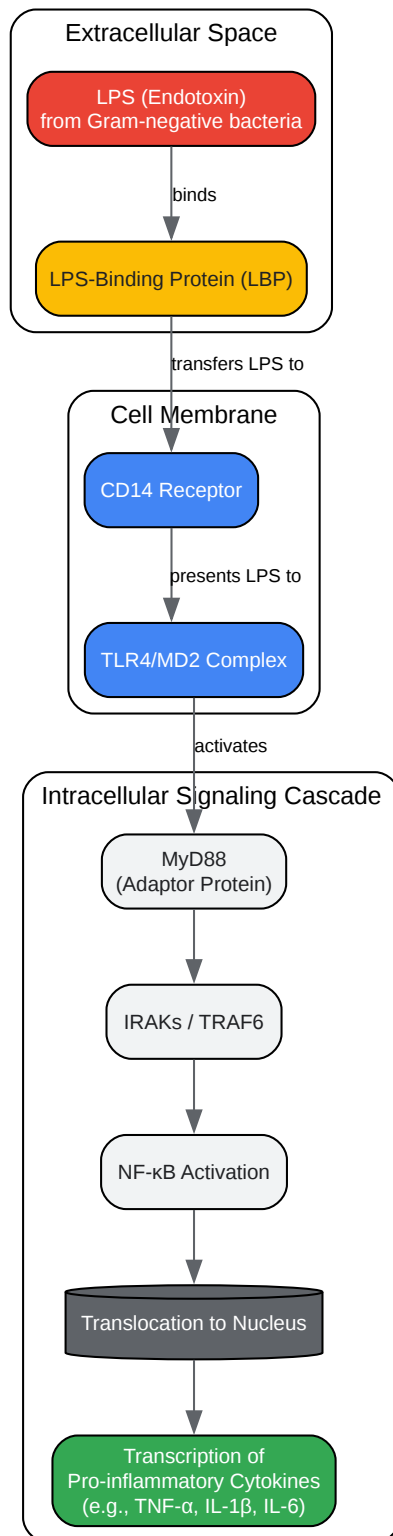 Extracellular Space
LPS (Endotoxin)
from Gram-negative bacteria
binds
LPS-Binding Protein (LBP)
transfers LPS to
Cell Membrane
CD14 Receptor
presents LPS to
TLR4/MD2 Complex
activates
Intracellular Signaling Cascade
MyD88
(Adaptor Protein)
IRAKs / TRAF6
NF-κB Activation
Translocation to Nucleus
Transcription of
Pro-inflammatory Cytokines
(e.g., TNF-α, IL-1β, IL-6)